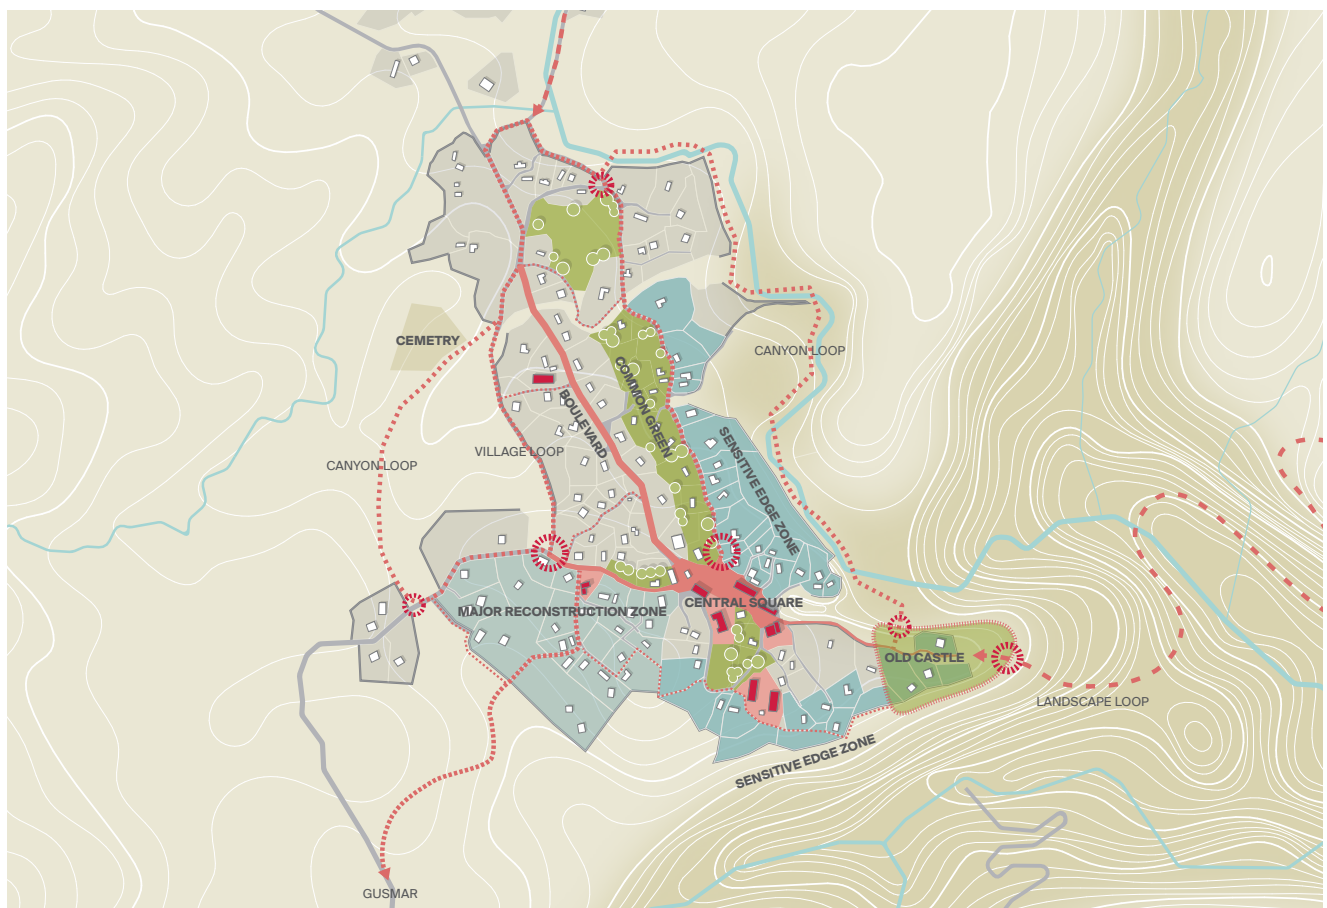 CEMETRY
CANYON LOOP
COMMON GREEN
BOULEVARD
SENSITIVE EDGE ZONE
VILLAGE LOOP
CANYON LOOP
CENTRAL SQUARE
MAJOR RECONSTRUCTION ZONE
OLD CASTLE
LANDSCAPE LOOP
SENSITIVE EDGE ZONE
GUSMAR